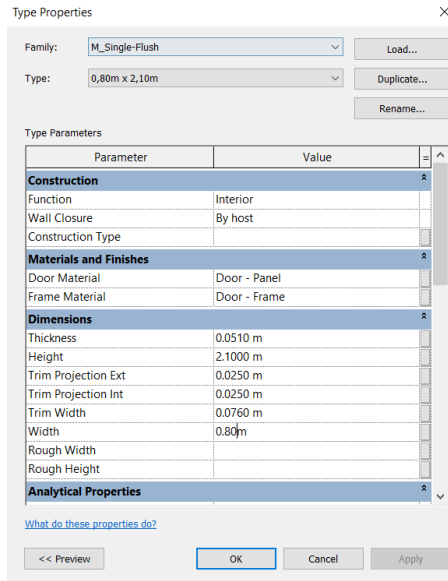 Type Properties
Family: M_Single-Flush Load...
Type: 0,80m x 2,10m Duplicate...
Rename...
Type Parameters
Parameter Value =
Construction
Function Interior
Wall Closure By host
Construction Type
Materials and Finishes
Door Material Door - Panel
Frame Material Door - Frame
Dimensions
Thickness 0.0510 m
Height 2.1000 m
Trim Projection Ext 0.0250 m
Trim Projection Int 0.0250 m
Trim Width 0.0760 m
Width 0.80m
Rough Width
Rough Height
Analytical Properties
What do these properties do?
<< Preview OK Cancel Apply